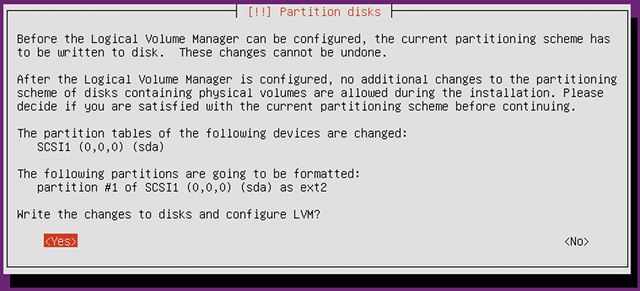 [!!] Partition disks
Before the Logical Volume Manager can be configured, the current partitioning scheme has
to be written to disk.  These changes cannot be undone.
After the Logical Volume Manager is configured, no additional changes to the partitioning
scheme of disks containing physical volumes are allowed during the installation. Please
decide if you are satisfied with the current partitioning scheme before continuing.
The partition tables of the following devices are changed:
SCSI1 (0,0,0) (sda)
The following partitions are going to be formatted:
partition #1 of SCSI1 (0,0,0) (sda) as ext2
Write the changes to disks and configure LVM?
<Yes> <No>